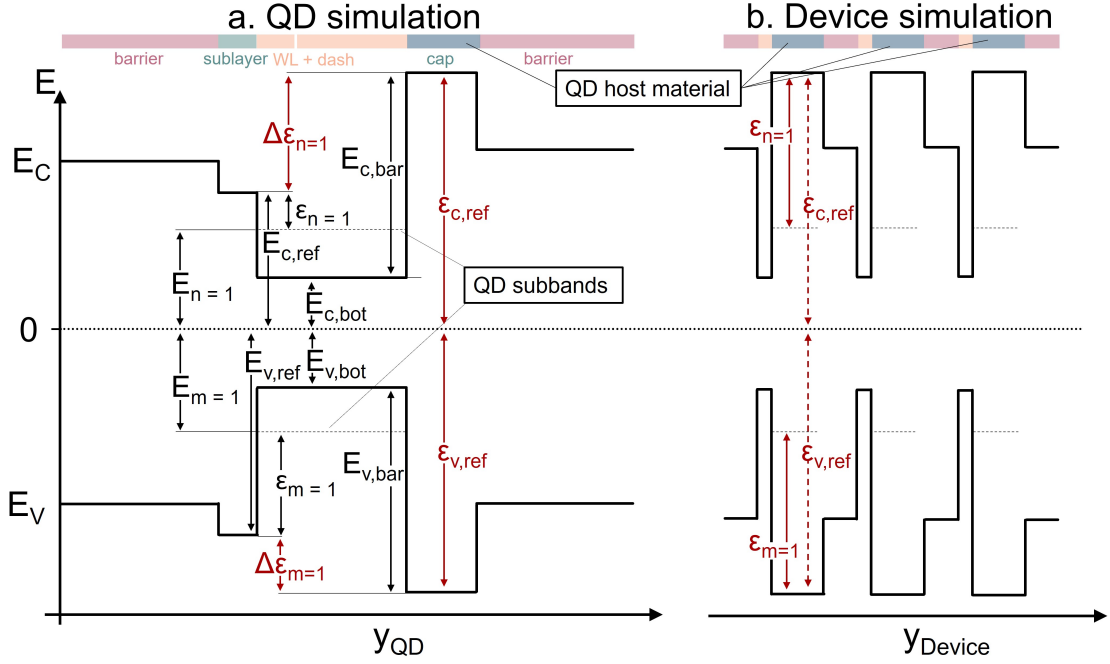 a. QD simulation
b. Device simulation
barrier
sublayer
WL + dash
cap
barrier
QD host material
E
E_C
Δε_n=1
E_c,bar
ε_c,ref
ε_n = 1
E_c,ref
E_n = 1
E_c,bot
QD subbands
0
E_v,ref
E_v,bot
E_m = 1
ε_v,ref
E_v,bar
ε_m = 1
E_V
Δε_m=1
y_QD
ε_n=1
ε_c,ref
ε_v,ref
ε_m=1
y_Device